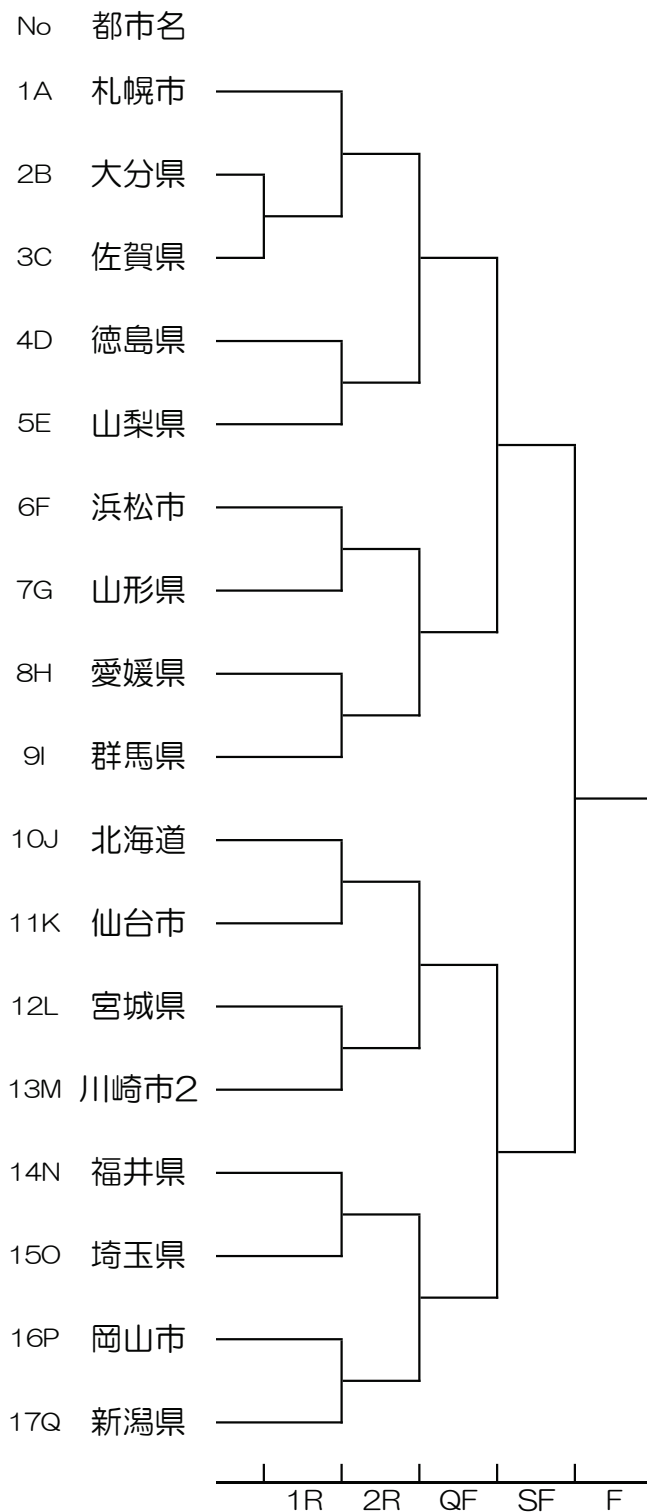 No 都市名
1A 札幌市
2B 大分県
3C 佐賀県
4D 徳島県
5E 山梨県
6F 浜松市
7G 山形県
8H 愛媛県
9I 群馬県
10J 北海道
11K 仙台市
12L 宮城県
13M 川崎市2
14N 福井県
15O 埼玉県
16P 岡山市
17Q 新潟県
1R 2R QF SF F